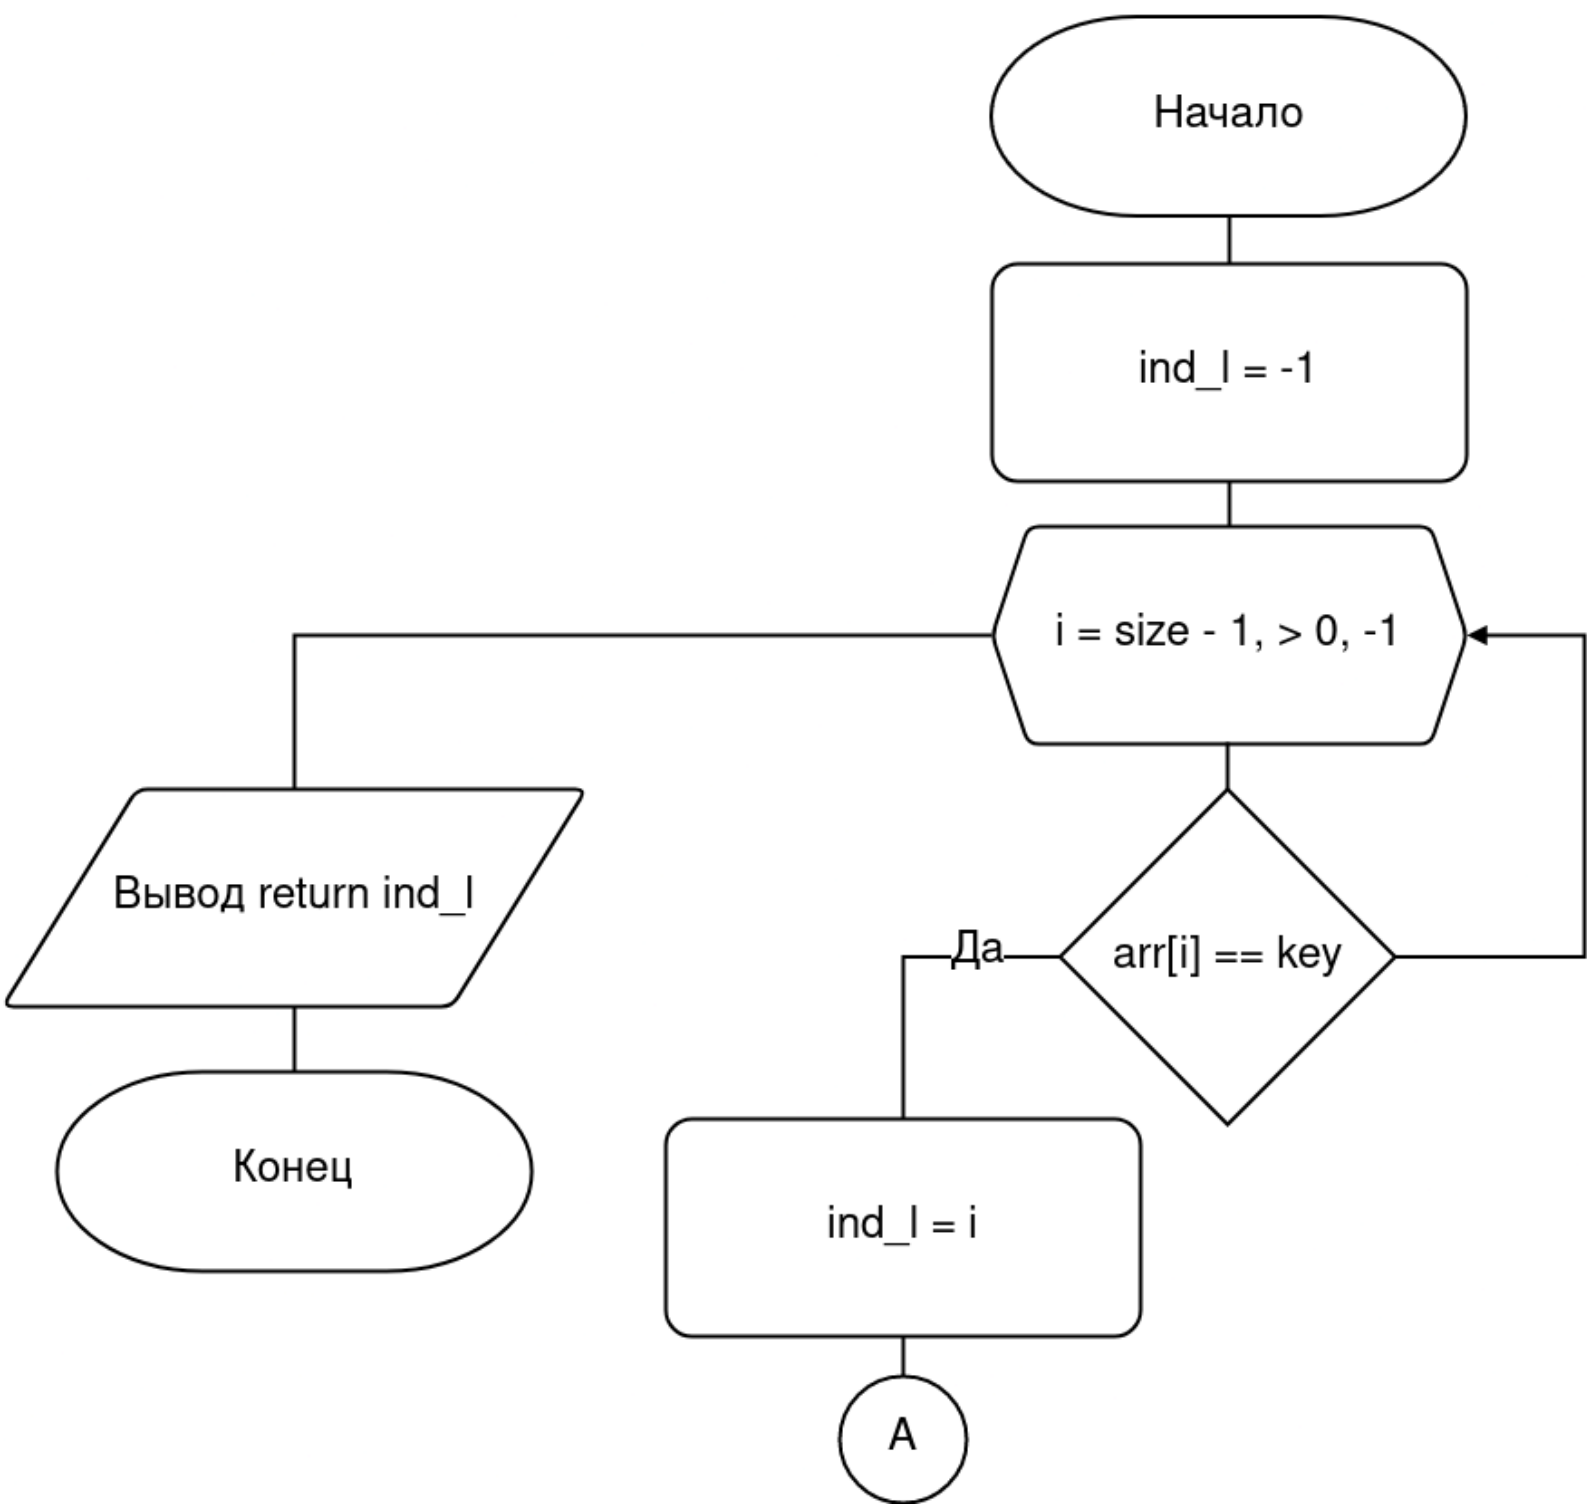 Начало
ind_l = -1
i = size - 1, > 0, -1
Вывод return ind_l
Да
arr[i] == key
Конец
ind_l = i
A